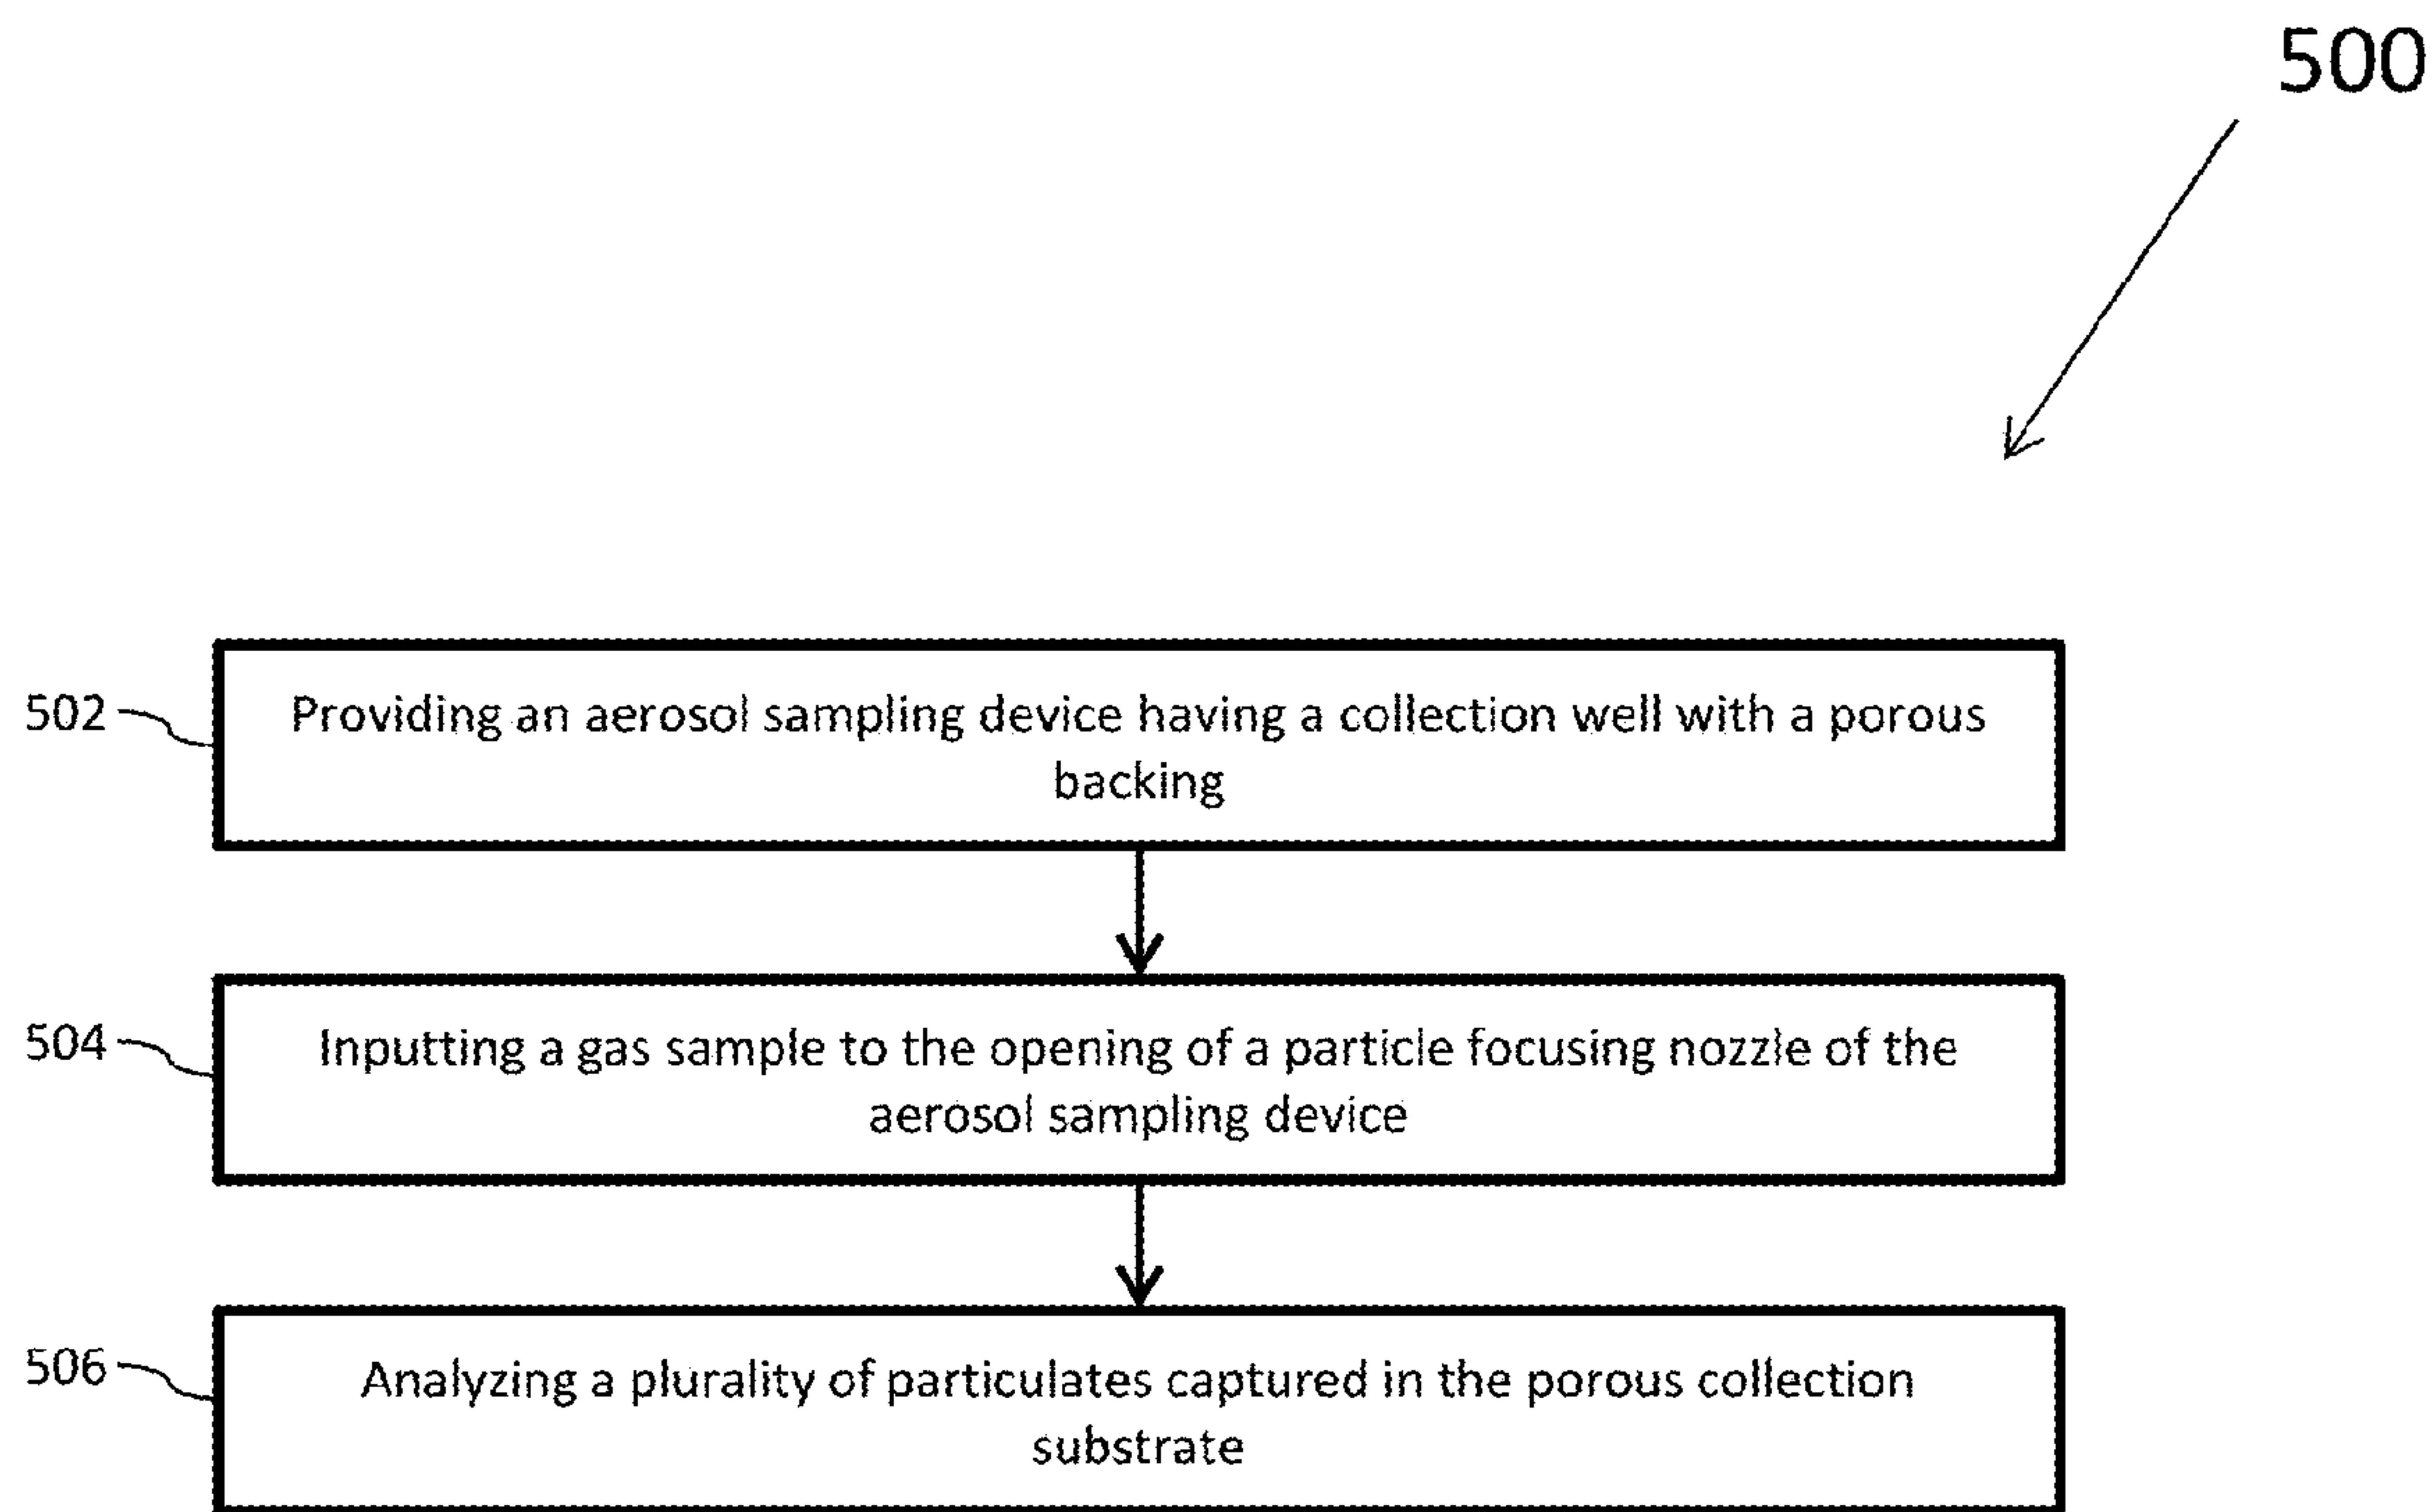 500
502
Providing an aerosol sampling device having a collection well with a porous
backing
504
Inputting a gas sample to the opening of a particle focusing nozzle of the
aerosol sampling device
506
Analyzing a plurality of particulates captured in the porous collection
substrate